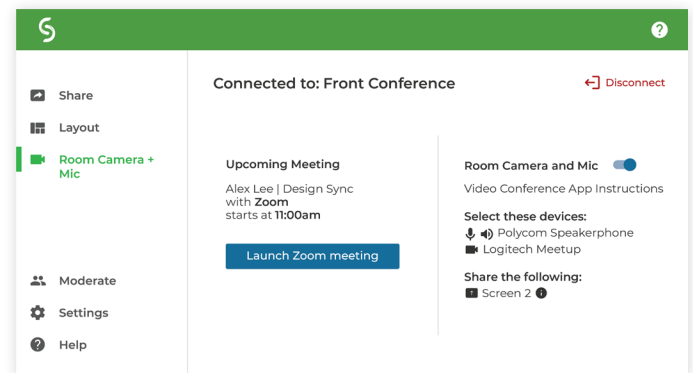 Connected to: Front Conference
Disconnect
Share
Layout
Room Camera +
Mic
Moderate
Settings
Help
Upcoming Meeting
Alex Lee | Design Sync
with Zoom
starts at 11:00am
Launch Zoom meeting
Room Camera and Mic
Video Conference App Instructions
Select these devices:
Polycom Speakerphone
Logitech Meetup
Share the following:
Screen 2